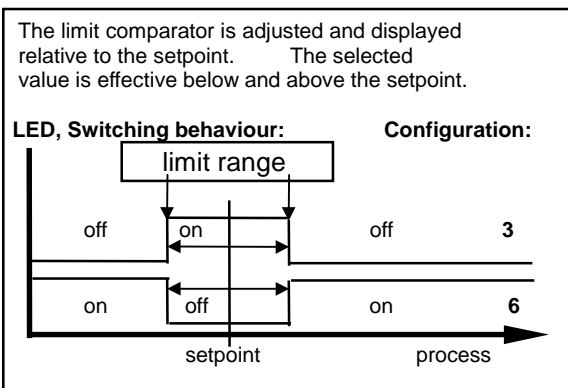 The limit comparator is adjusted and displayed
relative to the setpoint. The selected
value is effective below and above the setpoint.
LED, Switching behaviour: Configuration:
limit range
off on off 3
on off on 6
setpoint process